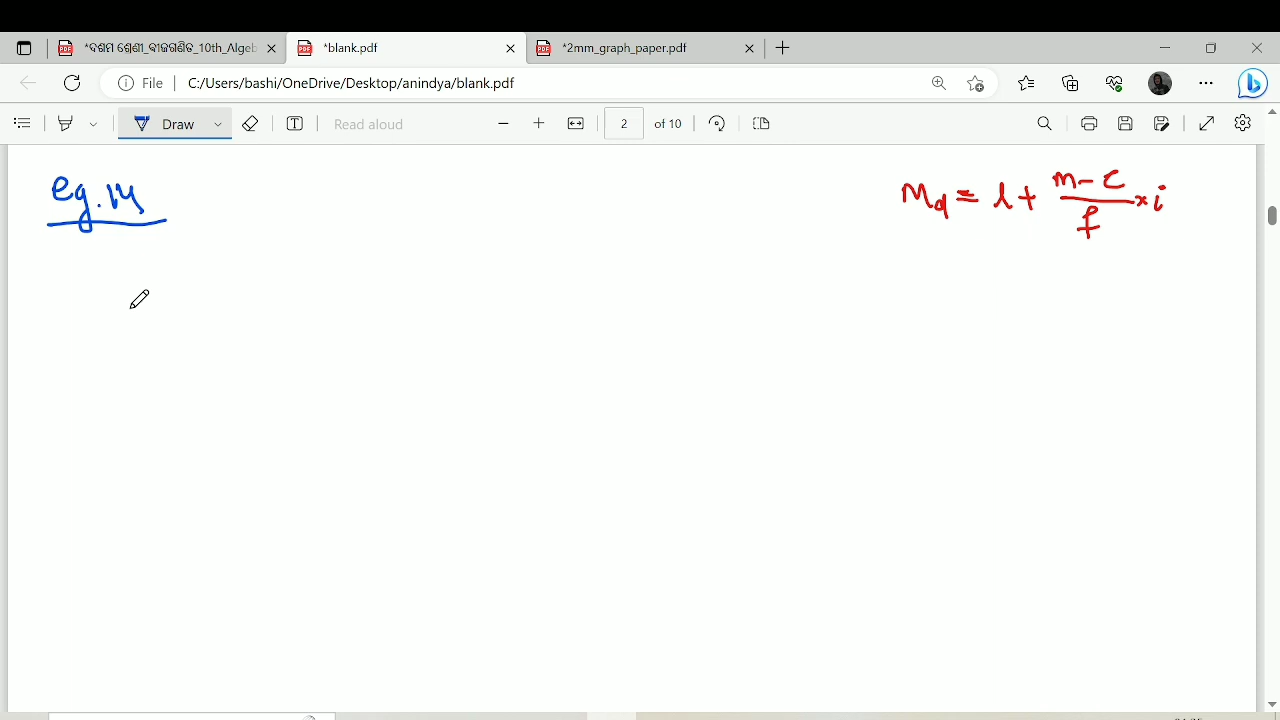 *ଦଶମ ଶ୍ରେଣୀ_ବୀଜଗଣିତ_10th_Algeb
*blank.pdf
*2mm_graph_paper.pdf
File
C:/Users/bashi/OneDrive/Desktop/anindya/blank.pdf
Draw
Read aloud
2 of 10
eg.14
Md = l + m - c / f × i